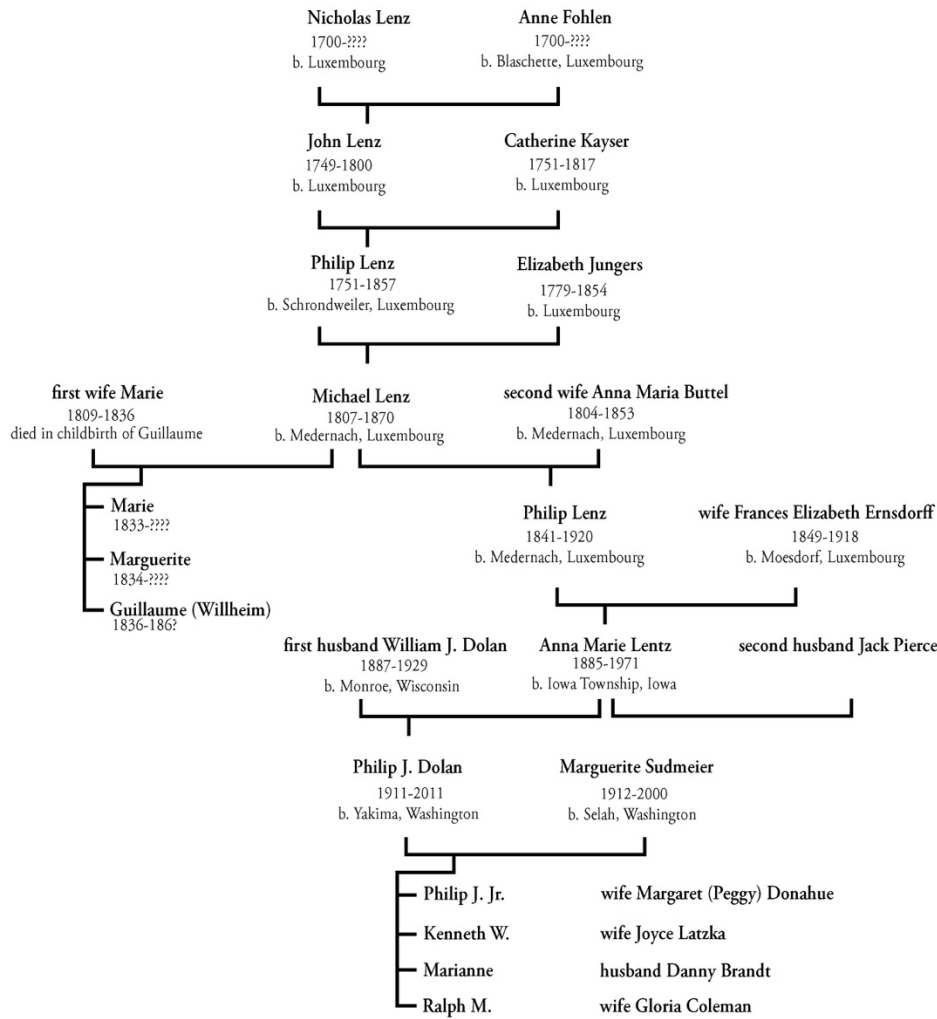 Nicholas Lenz
1700-????
b. Luxembourg
Anne Fohlen
1700-????
b. Blaschette, Luxembourg
John Lenz
1749-1800
b. Luxembourg
Catherine Kayser
1751-1817
b. Luxembourg
Philip Lenz
1751-1857
b. Schrondweiler, Luxembourg
Elizabeth Jungers
1779-1854
b. Luxembourg
first wife Marie
1809-1836
died in childbirth of Guillaume
Michael Lenz
1807-1870
b. Medernach, Luxembourg
second wife Anna Maria Buttel
1804-1853
b. Medernach, Luxembourg
Marie
1833-????
Marguerite
1834-????
Guillaume (Willheim)
1836-186?
Philip Lenz
1841-1920
b. Medernach, Luxembourg
wife Frances Elizabeth Ernsdorff
1849-1918
b. Moesdorf, Luxembourg
first husband William J. Dolan
1887-1929
b. Monroe, Wisconsin
Anna Marie Lentz
1885-1971
b. Iowa Township, Iowa
second husband Jack Pierce
Philip J. Dolan
1911-2011
b. Yakima, Washington
Marguerite Sudmeier
1912-2000
b. Selah, Washington
Philip J. Jr.
wife Margaret (Peggy) Donahue
Kenneth W.
wife Joyce Latzka
Marianne
husband Danny Brandt
Ralph M.
wife Gloria Coleman